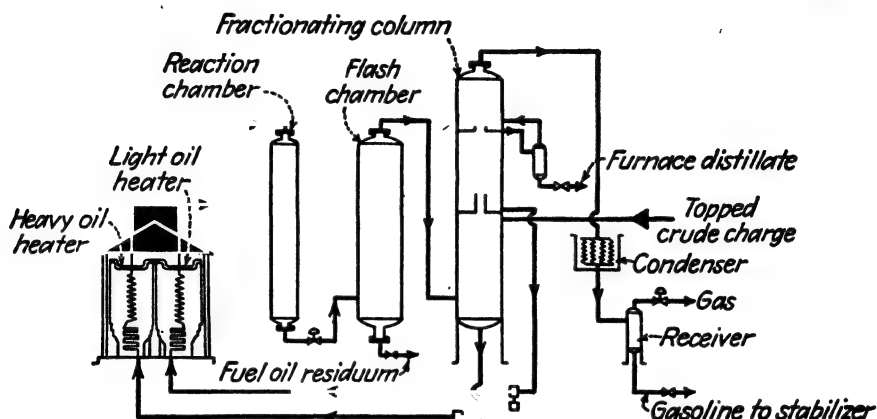 Fractionating column
Reaction
chamber
Flash
chamber
Light oil
heater
Heavy oil
heater
Furnace distillate
Topped
crude charge
Condenser
Gas
Receiver
Fuel oil residuum
Gasoline to stabilizer